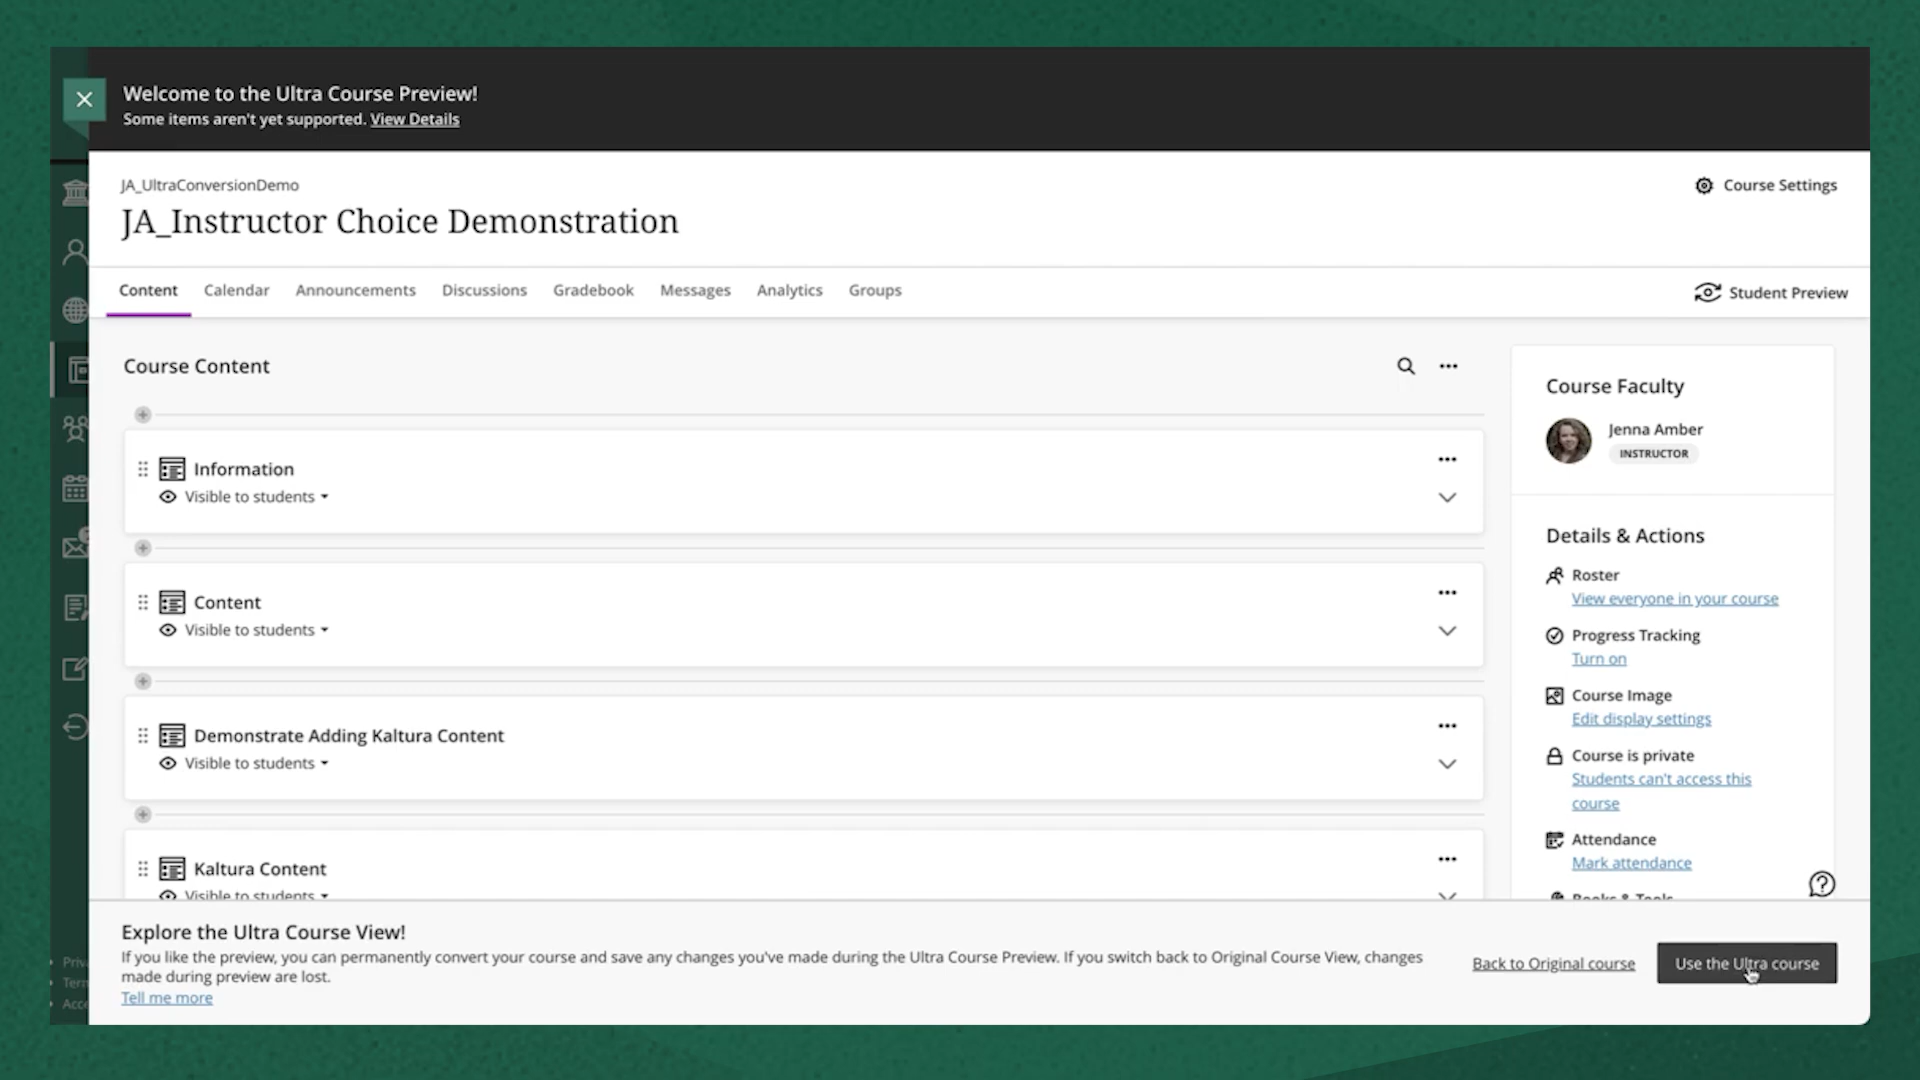 Welcome to the Ultra Course Preview!
Some items aren't yet supported. View Details
JA_UltraConversionDemo
Course Settings
JA_Instructor Choice Demonstration
Content
Calendar
Announcements
Discussions
Gradebook
Messages
Analytics
Groups
Student Preview
Course Content
Information
Visible to students
Content
Visible to students
Demonstrate Adding Kaltura Content
Visible to students
Kaltura Content
Visible to students
Course Faculty
Jenna Amber
INSTRUCTOR
Details & Actions
Roster
View everyone in your course
Progress Tracking
Turn on
Course Image
Edit display settings
Course is private
Students can't access this
course
Attendance
Mark attendance
Books & Tools
Explore the Ultra Course View!
If you like the preview, you can permanently convert your course and save any changes you've made during the Ultra Course Preview. If you switch back to Original Course View, changes
made during preview are lost.
Tell me more
Back to Original course
Use the Ultra course